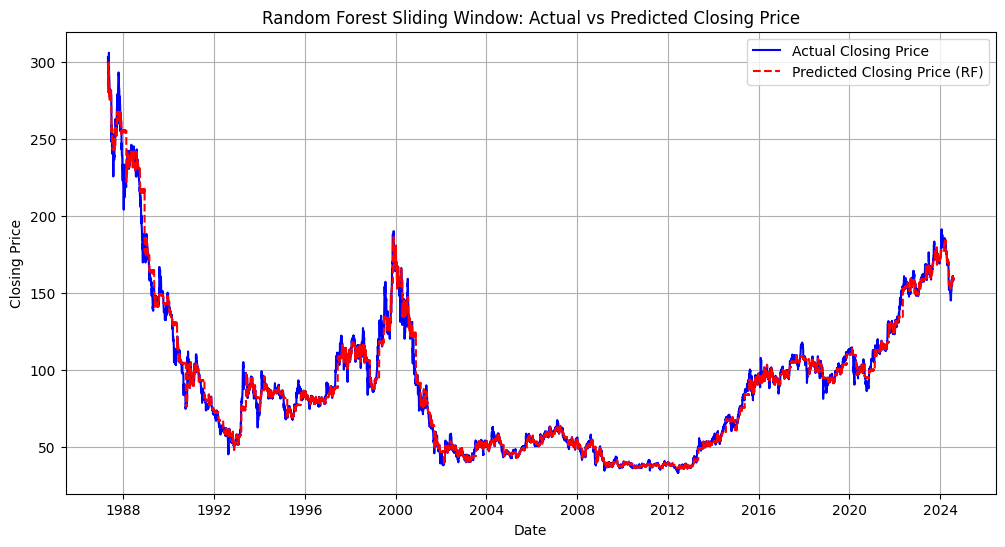 Random Forest Sliding Window: Actual vs Predicted Closing Price
Actual Closing Price
Predicted Closing Price (RF)
300
250
200
150
100
50
Closing Price
1988 1992 1996 2000 2004 2008 2012 2016 2020 2024
Date